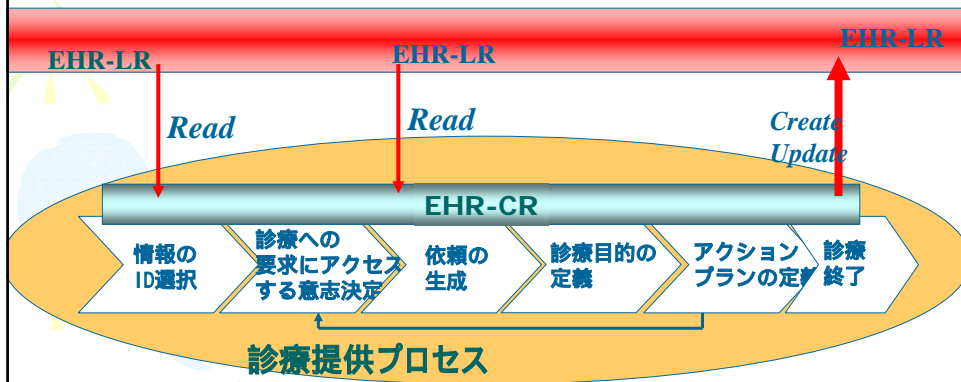 EHR-LR
EHR-LR
EHR-LR
Read
Read
Create
Update
EHR-CR
情報の
ID選択
診療への
要求にアクセス
する意志決定
依頼の
生成
診療目的の
定義
アクション
プランの定義
診療
終了
診療提供プロセス